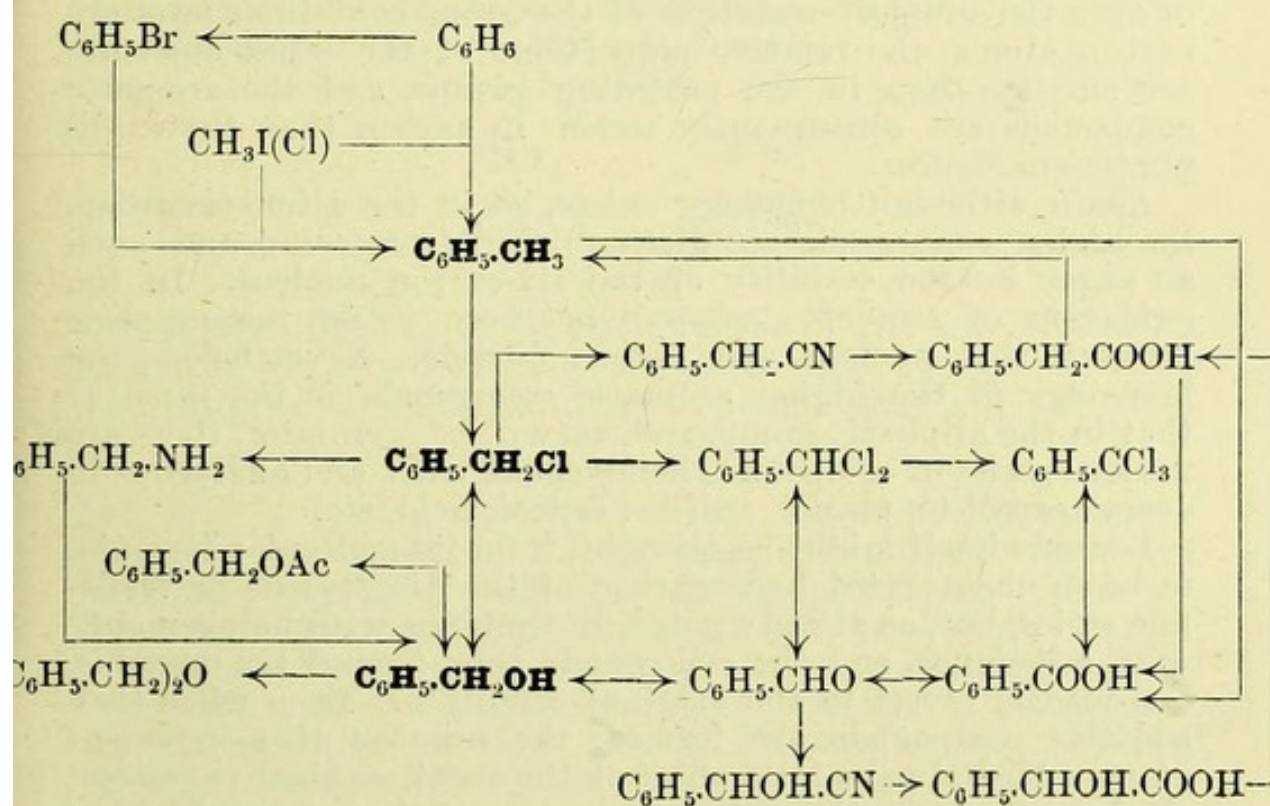 C₆H₅Br C₆H₆
CH₃I(Cl)
C₆H₅.CH₃
C₆H₅.CH₂.CN C₆H₅.CH₂.COOH
₆H₅.CH₂.NH₂ C₆H₅.CH₂Cl C₆H₅.CHCl₂ C₆H₅.CCl₃
C₆H₅.CH₂OAc
C₆H₅.CH₂)₂O C₆H₅.CH₂OH C₆H₅.CHO C₆H₅.COOH
C₆H₅.CHOH.CN C₆H₅.CHOH.COOH